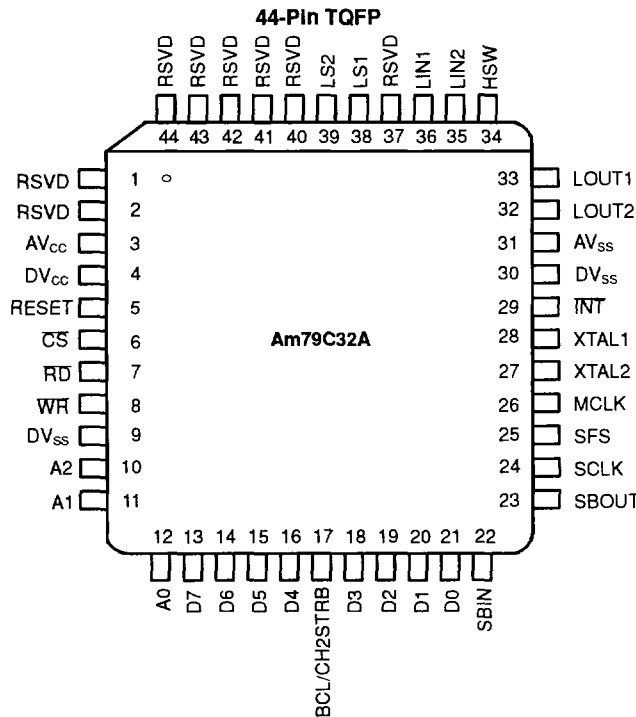 44-Pin TQFP
RSVD RSVD RSVD RSVD RSVD LS2 LS1 RSVD LIN1 LIN2 HSW
44 43 42 41 40 39 38 37 36 35 34
RSVD 1 33 LOUT1
RSVD 2 32 LOUT2
AVCC 3 31 AVSS
DVCC 4 30 DVSS
RESET 5 29 INT
CS 6 28 XTAL1
Am79C32A
RD 7 27 XTAL2
WR 8 26 MCLK
DVSS 9 25 SFS
A2 10 24 SCLK
A1 11 23 SBOUT
12 13 14 15 16 17 18 19 20 21 22
A0 D7 D6 D5 D4 BCL/CH2STRB D3 D2 D1 D0 SBIN